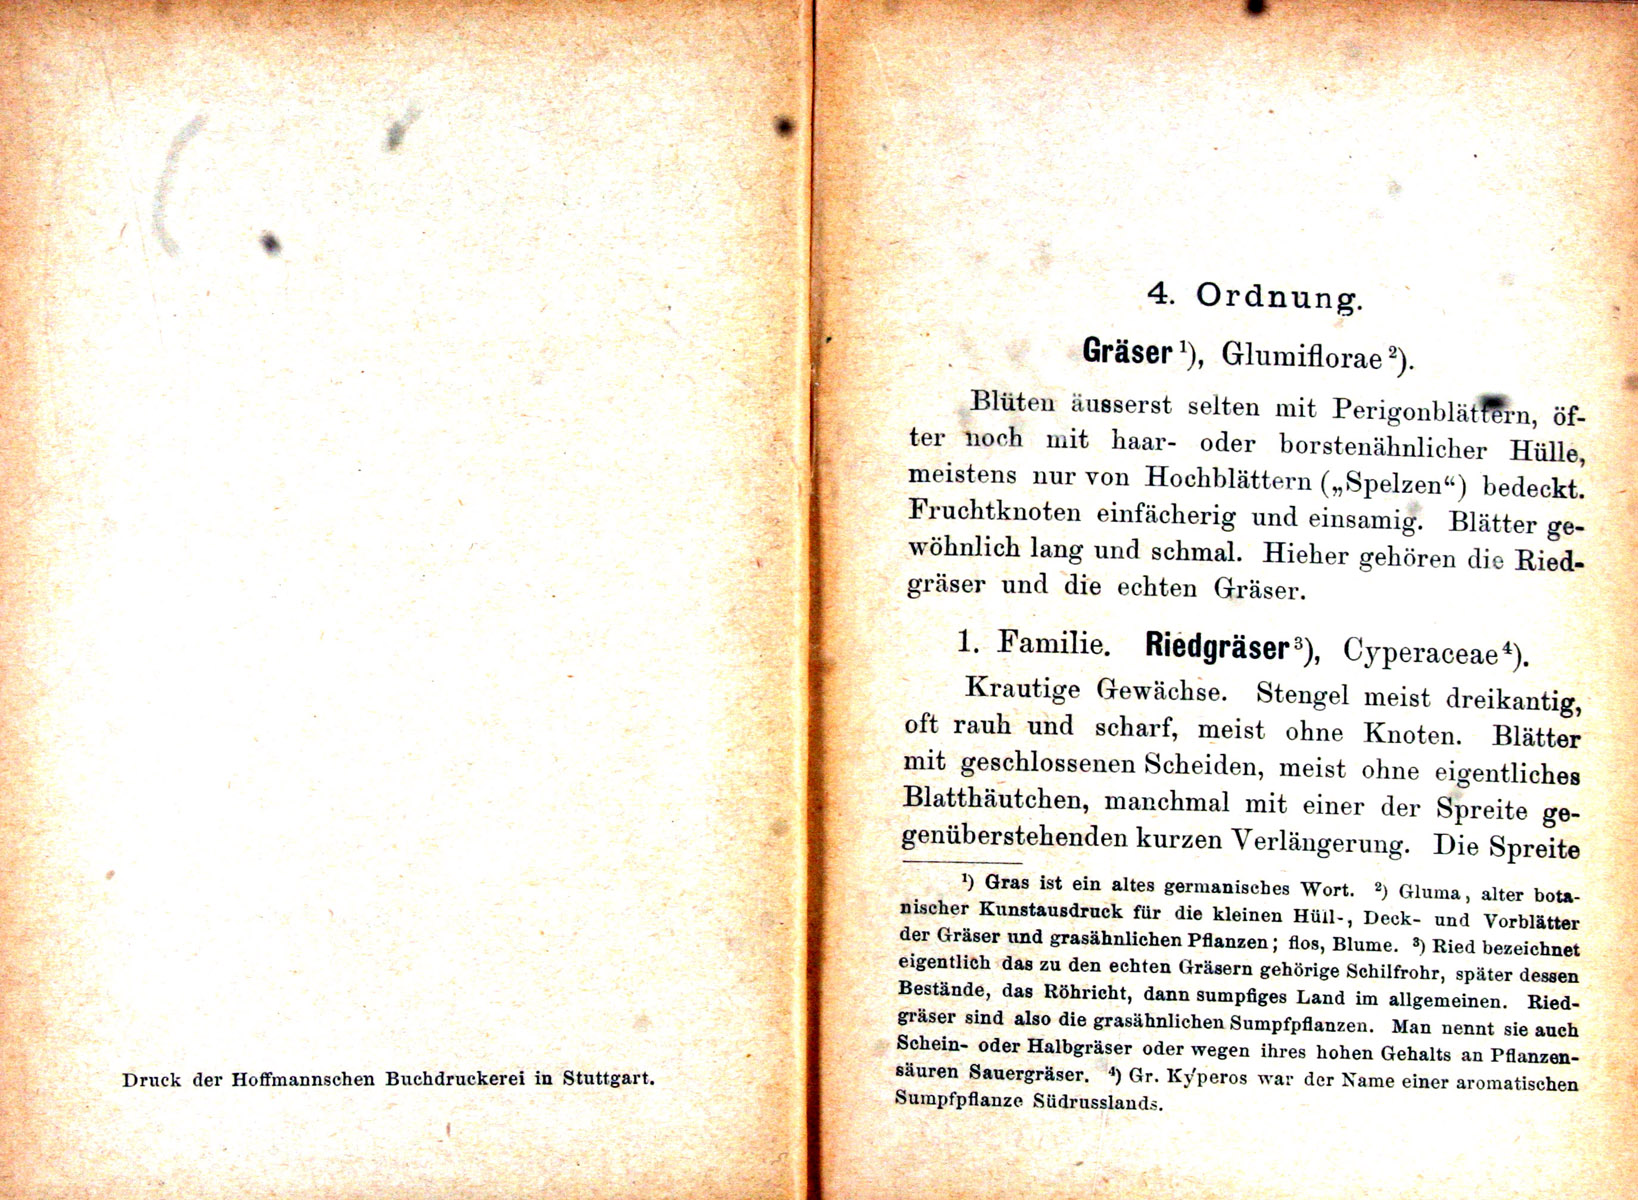 Druck der Hoffmannschen Buchdruckerei in Stuttgart.
4. Ordnung.
Gräser ¹), Glumiflorae ²).
Blüten äusserst selten mit Perigonblättern, öf-
ter noch mit haar- oder borstenähnlicher Hülle,
meistens nur von Hochblättern („Spelzen“) bedeckt.
Fruchtknoten einfächerig und einsamig. Blätter ge-
wöhnlich lang und schmal. Hieher gehören die Ried-
gräser und die echten Gräser.
1. Familie. Riedgräser ³), Cyperaceae ⁴).
Krautige Gewächse. Stengel meist dreikantig,
oft rauh und scharf, meist ohne Knoten. Blätter
mit geschlossenen Scheiden, meist ohne eigentliches
Blatthäutchen, manchmal mit einer der Spreite ge-
genüberstehenden kurzen Verlängerung. Die Spreite
¹) Gras ist ein altes germanisches Wort. ²) Gluma, alter bota-
nischer Kunstausdruck für die kleinen Hüll-, Deck- und Vorblätter
der Gräser und grasähnlichen Pflanzen; flos, Blume. ³) Ried bezeichnet
eigentlich das zu den echten Gräsern gehörige Schilfrohr, später dessen
Bestände, das Röhricht, dann sumpfiges Land im allgemeinen. Ried-
gräser sind also die grasähnlichen Sumpfpflanzen. Man nennt sie auch
Schein- oder Halbgräser oder wegen ihres hohen Gehalts an Pflanzen-
säuren Sauergräser. ⁴) Gr. Ky′peros war der Name einer aromatischen
Sumpfpflanze Südrusslands.